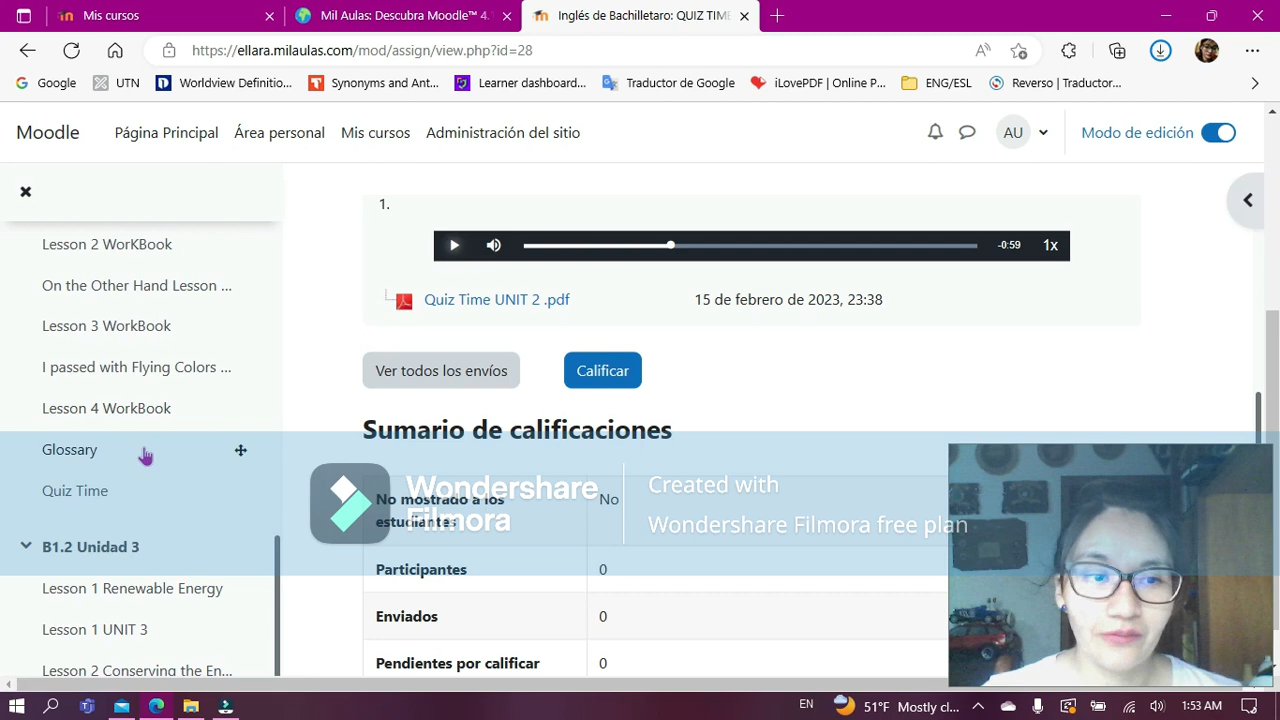 Mis cursos
Mil Aulas: Descubra Moodle™ 4.
Inglés de Bachilletaro: QUIZ TIME
https://ellara.milaulas.com/mod/assign/view.php?id=28
Google
UTN
Worldview Definitio...
Synonyms and Ant...
Learner dashboard...
Traductor de Google
iLovePDF | Online P...
ENG/ESL
Reverso | Traductor...
Moodle
Página Principal
Área personal
Mis cursos
Administración del sitio
AU
Modo de edición
Lesson 2 WorKBook
On the Other Hand Lesson ...
Lesson 3 WorkBook
I passed with Flying Colors ...
Lesson 4 WorkBook
Glossary
Quiz Time
B1.2 Unidad 3
Lesson 1 Renewable Energy
Lesson 1 UNIT 3
Lesson 2 Conserving the En...
1.
-0:59
1x
Quiz Time UNIT 2 .pdf
15 de febrero de 2023, 23:38
Ver todos los envíos
Calificar
Sumario de calificaciones
No mostrado a los
estudiantes
No
Participantes
0
Enviados
0
Pendientes por calificar
0
Wondershare
Filmora
Created with
Wondershare Filmora free plan
EN
51°F Mostly cl...
1:53 AM